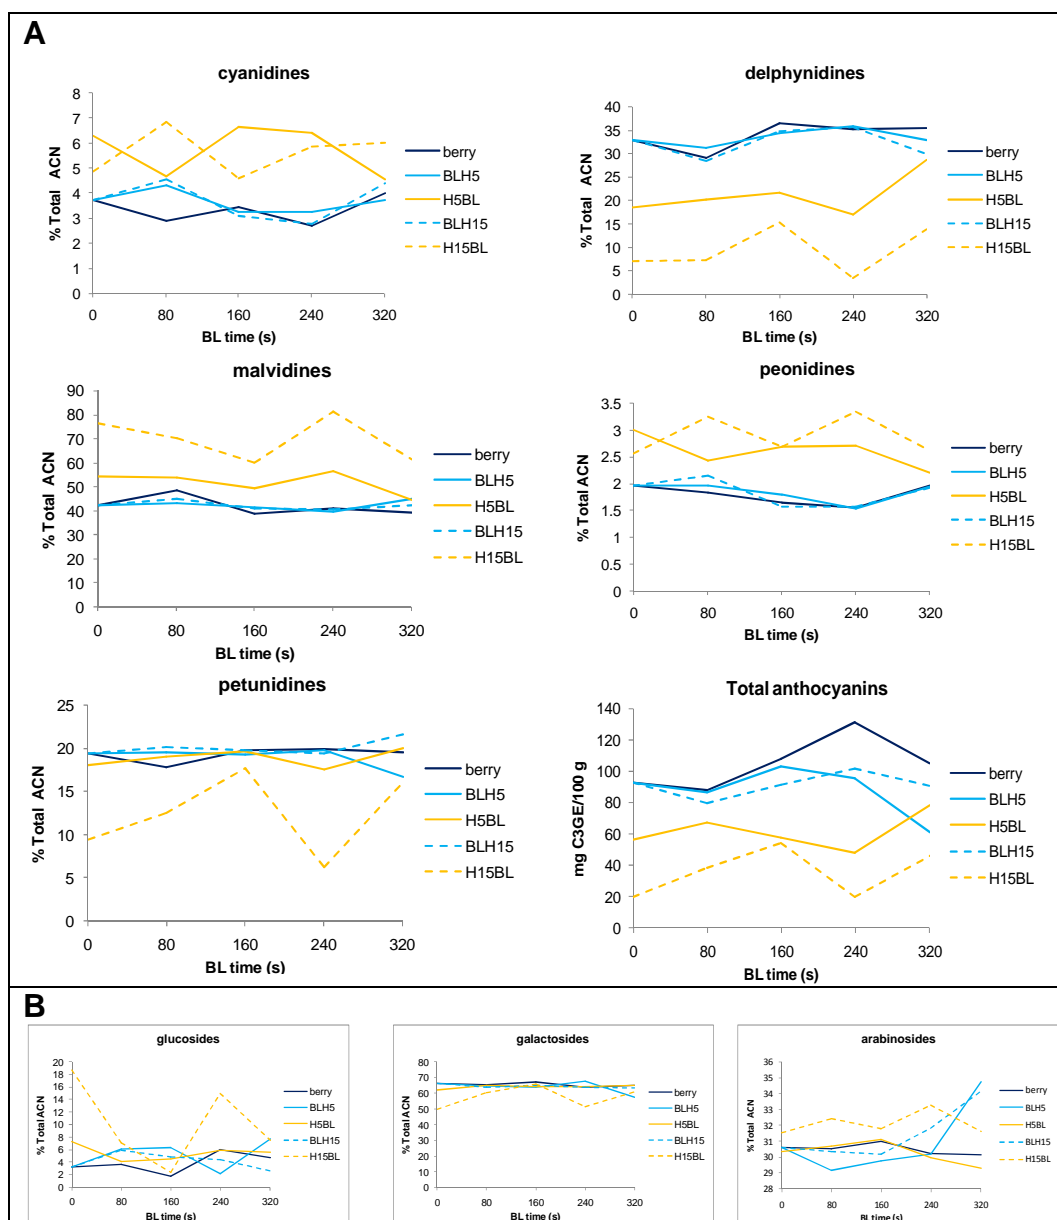 A
cyanidines
% Total ACN
8
7
6
5
4
3
2
1
0
0 80 160 240 320
BL time (s)
berry
BLH5
H5BL
BLH15
H15BL
delphynidines
% Total ACN
40
35
30
25
20
15
10
5
0
0 80 160 240 320
BL time (s)
berry
BLH5
H5BL
BLH15
H15BL
malvidines
% Total ACN
90
80
70
60
50
40
30
20
10
0
0 80 160 240 320
BL time (s)
berry
BLH5
H5BL
BLH15
H15BL
peonidines
% Total ACN
3.5
3
2.5
2
1.5
1
0.5
0
0 80 160 240 320
BL time (s)
berry
BLH5
H5BL
BLH15
H15BL
petunidines
% Total ACN
25
20
15
10
5
0
0 80 160 240 320
BL time (s)
berry
BLH5
H5BL
BLH15
H15BL
Total anthocyanins
mg C3GE/100 g
140
120
100
80
60
40
20
0
0 80 160 240 320
BL time (s)
berry
BLH5
H5BL
BLH15
H15BL
B
glucosides
% Total ACN
20
18
16
14
12
10
8
6
4
2
0
0 80 160 240 320
BL time (s)
berry
BLH5
H5BL
BLH15
H15BL
galactosides
% Total ACN
80
70
60
50
40
30
20
10
0
0 80 160 240 320
BL time (s)
berry
BLH5
H5BL
BLH15
H15BL
arabinosides
% Total ACN
36
35
34
33
32
31
30
29
28
0 80 160 240 320
BL time (s)
berry
BLH5
H5BL
BLH15
H15BL